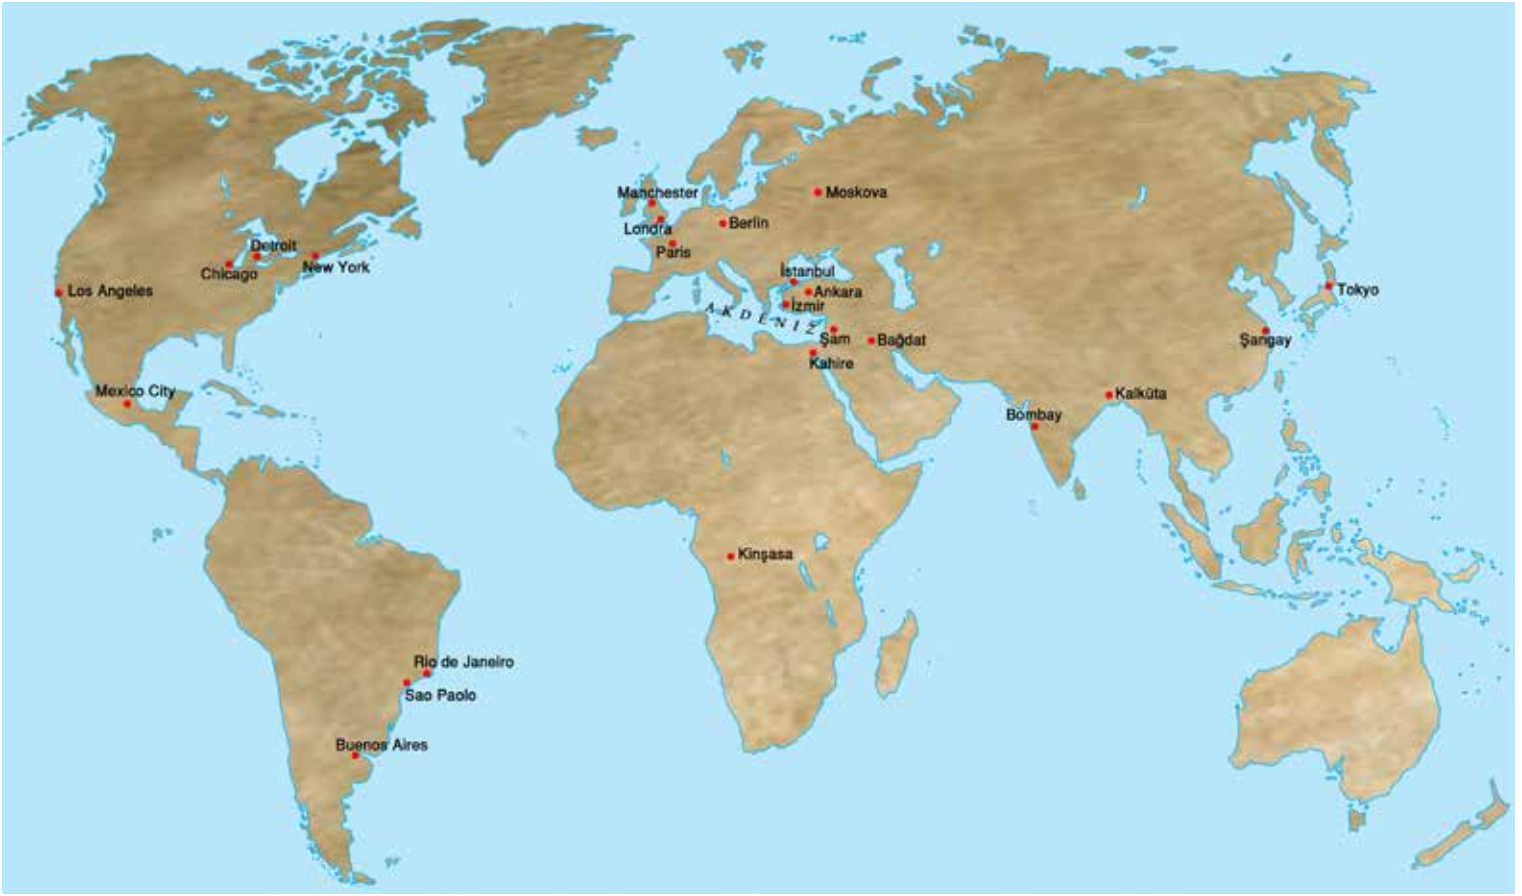 Manchester
Moskova
Londra
Berlin
Paris
Detroit
Chicago
New York
Los Angeles
İstanbul
Ankara
İzmir
Tokyo
AKDENİZ
Şam
Bağdat
Şangay
Kahire
Mexico City
Kalküta
Bombay
Kinşasa
Rio de Janeiro
Sao Paolo
Buenos Aires